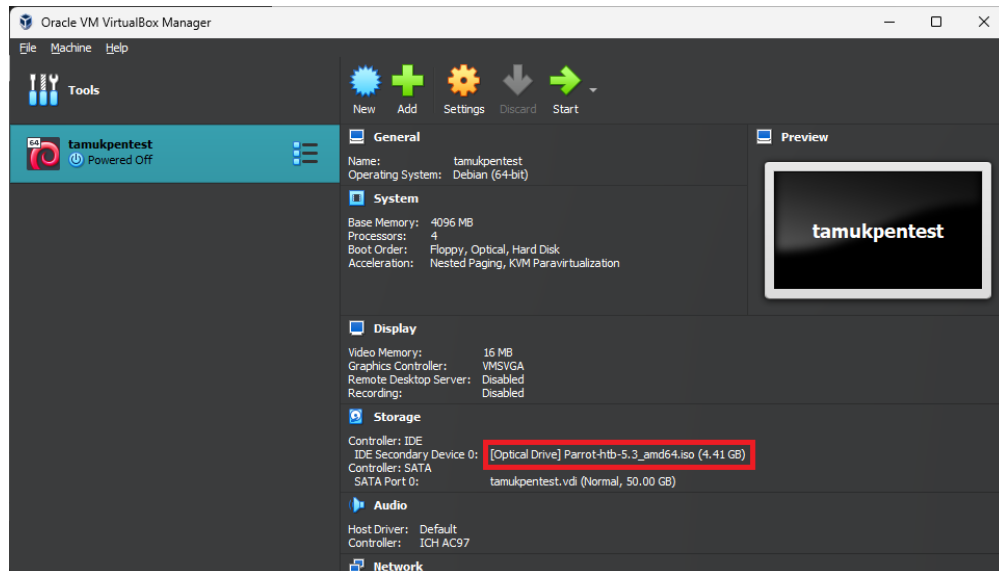 Oracle VM VirtualBox Manager
File Machine Help
Tools
New Add Settings Discard Start
64
tamukpentest
Powered Off
General
Name: tamukpentest
Operating System: Debian (64-bit)
System
Base Memory: 4096 MB
Processors: 4
Boot Order: Floppy, Optical, Hard Disk
Acceleration: Nested Paging, KVM Paravirtualization
Preview
tamukpentest
Display
Video Memory: 16 MB
Graphics Controller: VMSVGA
Remote Desktop Server: Disabled
Recording: Disabled
Storage
Controller: IDE
IDE Secondary Device 0: [Optical Drive] Parrot-htb-5.3_amd64.iso (4.41 GB)
Controller: SATA
SATA Port 0: tamukpentest.vdi (Normal, 50.00 GB)
Audio
Host Driver: Default
Controller: ICH AC97
Network